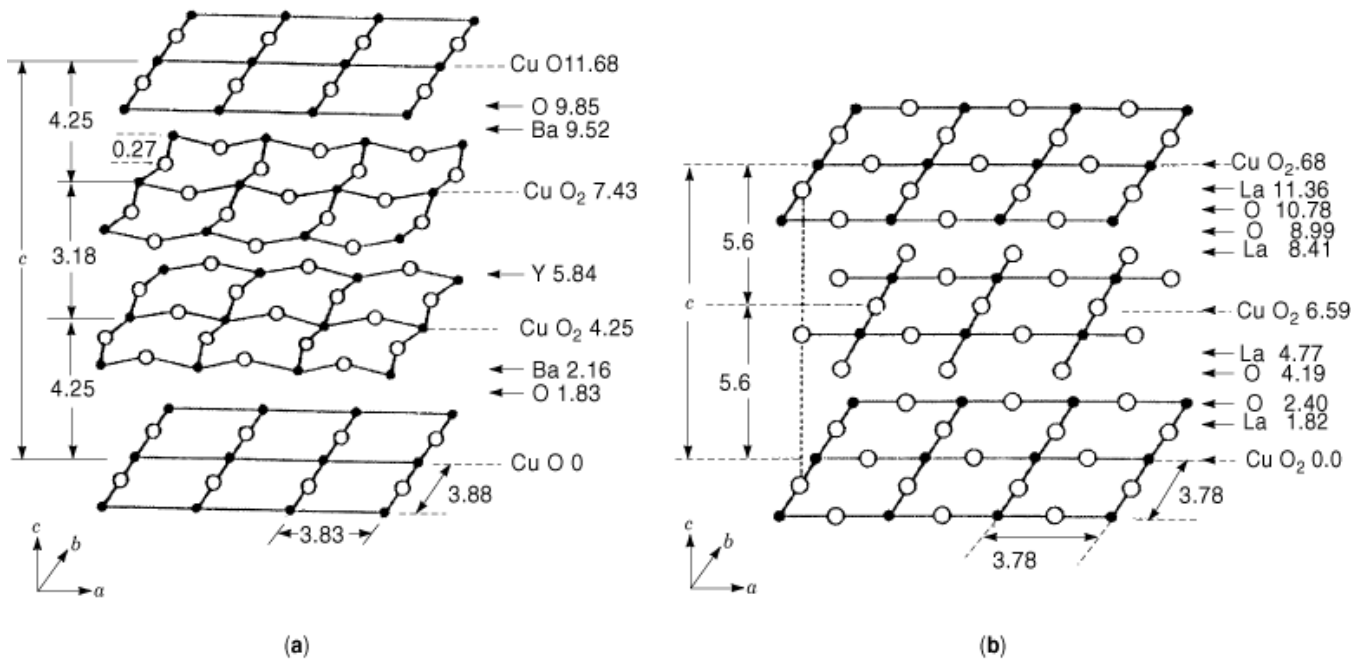 Cu O11.68
O 9.85
Ba 9.52
Cu O2 7.43
Y 5.84
Cu O2 4.25
Ba 2.16
O 1.83
Cu O 0
4.25
0.27
3.18
c
4.25
3.88
3.83
c
b
a
(a)
Cu O2.68
La 11.36
O 10.78
O 8.99
La 8.41
Cu O2 6.59
La 4.77
O 4.19
O 2.40
La 1.82
Cu O2 0.0
5.6
c
5.6
3.78
3.78
c
b
a
(b)